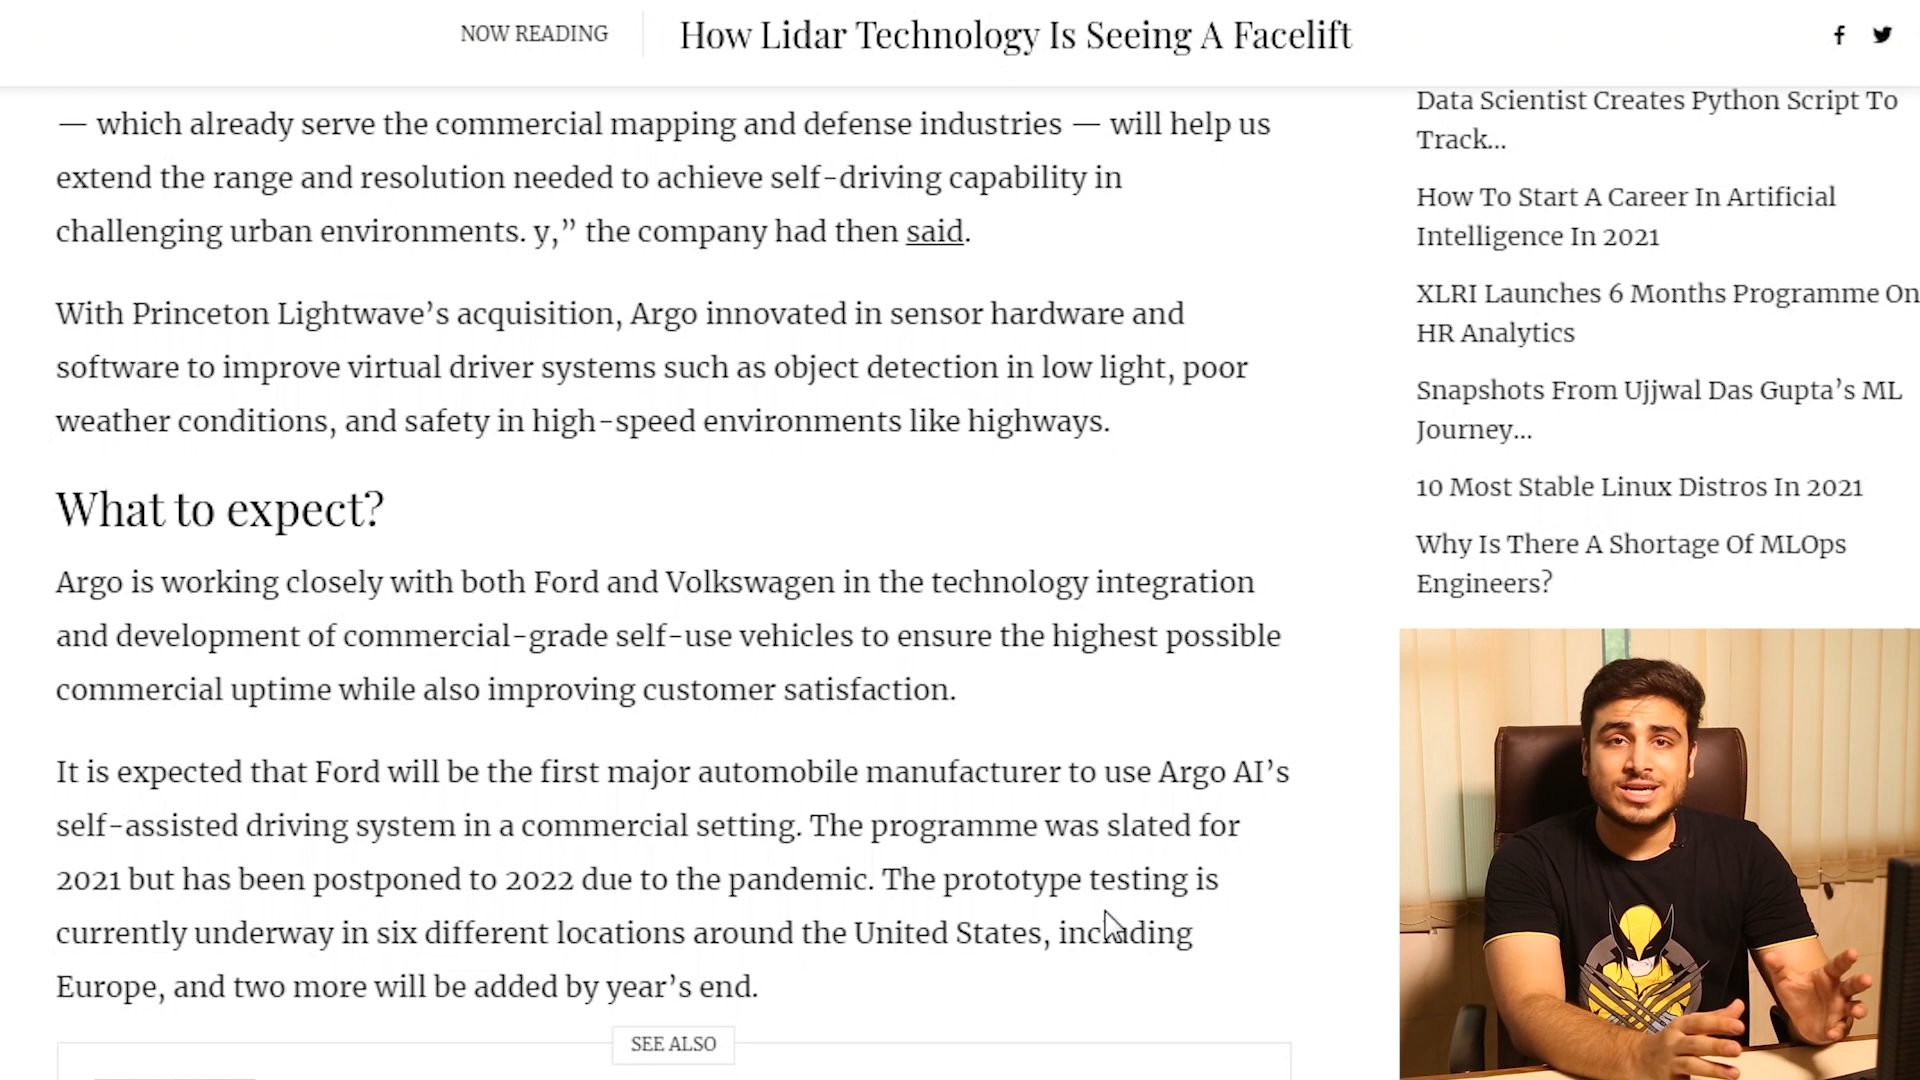 NOW READING
How Lidar Technology Is Seeing A Facelift
— which already serve the commercial mapping and defense industries — will help us
extend the range and resolution needed to achieve self-driving capability in
challenging urban environments. y,” the company had then said.
With Princeton Lightwave’s acquisition, Argo innovated in sensor hardware and
software to improve virtual driver systems such as object detection in low light, poor
weather conditions, and safety in high-speed environments like highways.
What to expect?
Argo is working closely with both Ford and Volkswagen in the technology integration
and development of commercial-grade self-use vehicles to ensure the highest possible
commercial uptime while also improving customer satisfaction.
It is expected that Ford will be the first major automobile manufacturer to use Argo AI’s
self-assisted driving system in a commercial setting. The programme was slated for
2021 but has been postponed to 2022 due to the pandemic. The prototype testing is
currently underway in six different locations around the United States, including
Europe, and two more will be added by year’s end.
SEE ALSO
Data Scientist Creates Python Script To
Track...
How To Start A Career In Artificial
Intelligence In 2021
XLRI Launches 6 Months Programme On
HR Analytics
Snapshots From Ujjwal Das Gupta’s ML
Journey...
10 Most Stable Linux Distros In 2021
Why Is There A Shortage Of MLOps
Engineers?